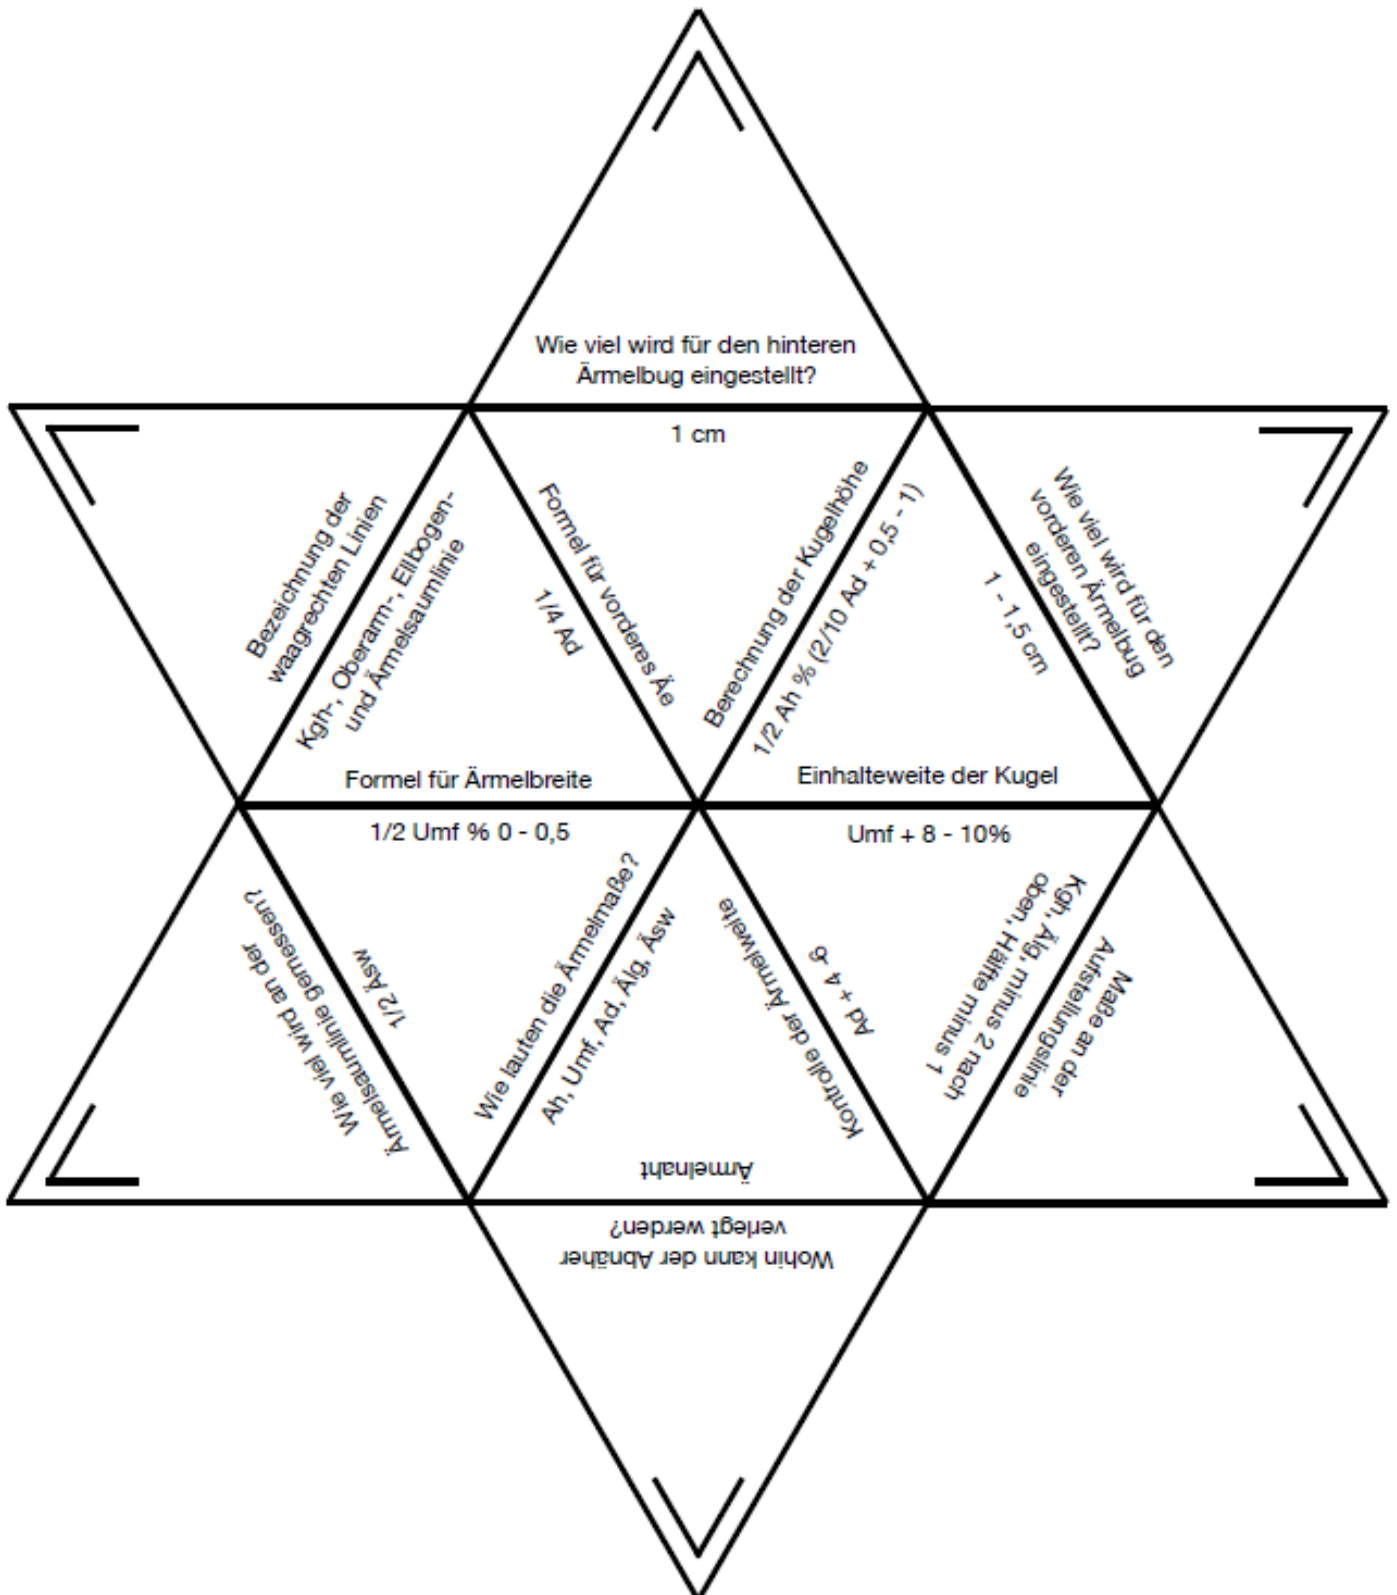 Wie viel wird für den hinteren
Ärmelbug eingestellt?
1 cm
Bezeichnung der
waagrechten Linien
Kgh-, Oberarm-, Ellbogen-
und Ärmelsaumlinie
Formel für vorderes Äe
1/4 Ad
Berechnung der Kugelhöhe
1/2 Ah % (2/10 Ad + 0,5 - 1)
Wie viel wird für den
vorderen Ärmelbug
eingestellt?
1 - 1,5 cm
Formel für Ärmelbreite
1/2 Umf % 0 - 0,5
Einhalteweite der Kugel
Umf + 8 - 10%
Wie viel wird an der
Ärmelsaumlinie gemessen?
1/2 Äsw
Wie lauten die Ärmelmaße?
Ah, Umf, Ad, Älg, Äsw
Kontrolle der Ärmelweite
Ad + 4 -6
Kgh, Älg, minus 2 nach
oben, Hälfte minus 1
Maße an der
Aufstellungslinie
Ärmelnaht
Wohin kann der Abnäher
verlegt werden?